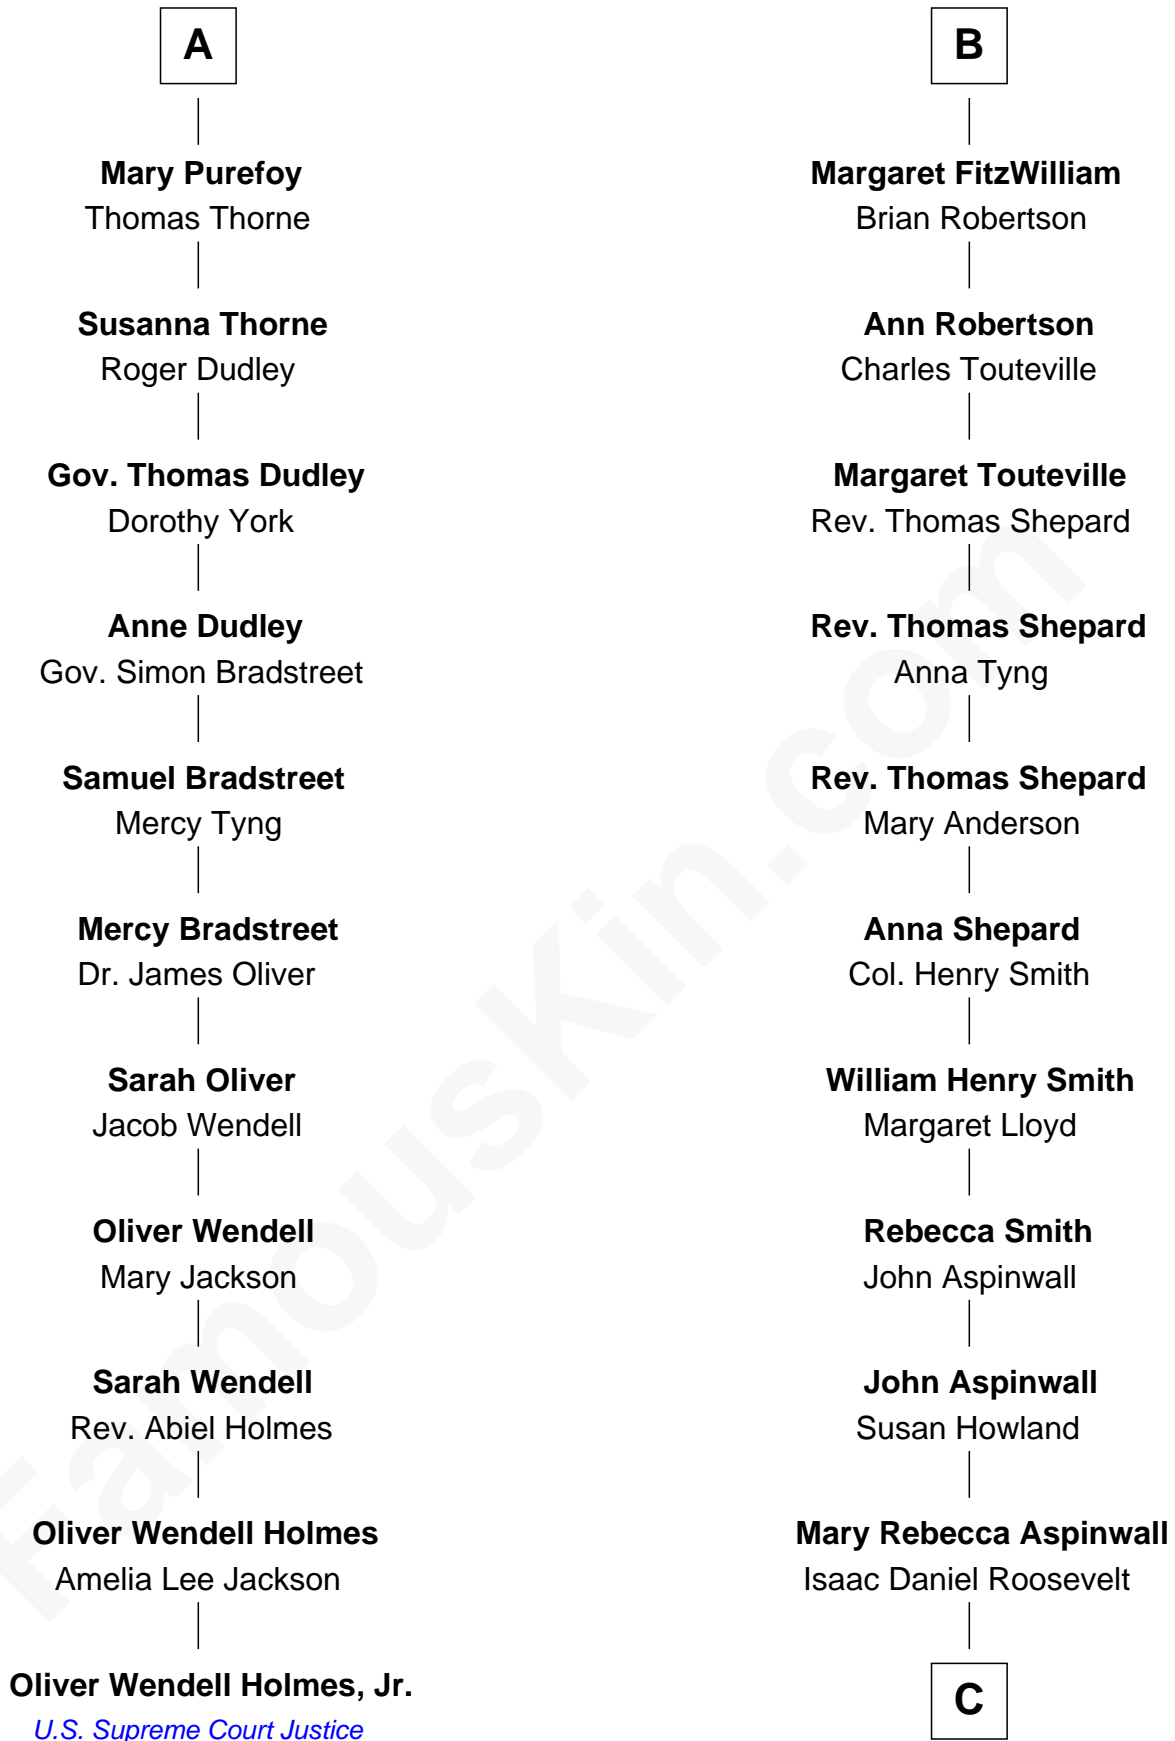 A
Mary Purefoy
Thomas Thorne
Susanna Thorne
Roger Dudley
Gov. Thomas Dudley
Dorothy York
Anne Dudley
Gov. Simon Bradstreet
Samuel Bradstreet
Mercy Tyng
Mercy Bradstreet
Dr. James Oliver
Sarah Oliver
Jacob Wendell
Oliver Wendell
Mary Jackson
Sarah Wendell
Rev. Abiel Holmes
Oliver Wendell Holmes
Amelia Lee Jackson
Oliver Wendell Holmes, Jr.
U.S. Supreme Court Justice
B
Margaret FitzWilliam
Brian Robertson
Ann Robertson
Charles Touteville
Margaret Touteville
Rev. Thomas Shepard
Rev. Thomas Shepard
Anna Tyng
Rev. Thomas Shepard
Mary Anderson
Anna Shepard
Col. Henry Smith
William Henry Smith
Margaret Lloyd
Rebecca Smith
John Aspinwall
John Aspinwall
Susan Howland
Mary Rebecca Aspinwall
Isaac Daniel Roosevelt
C
FamousKin.com